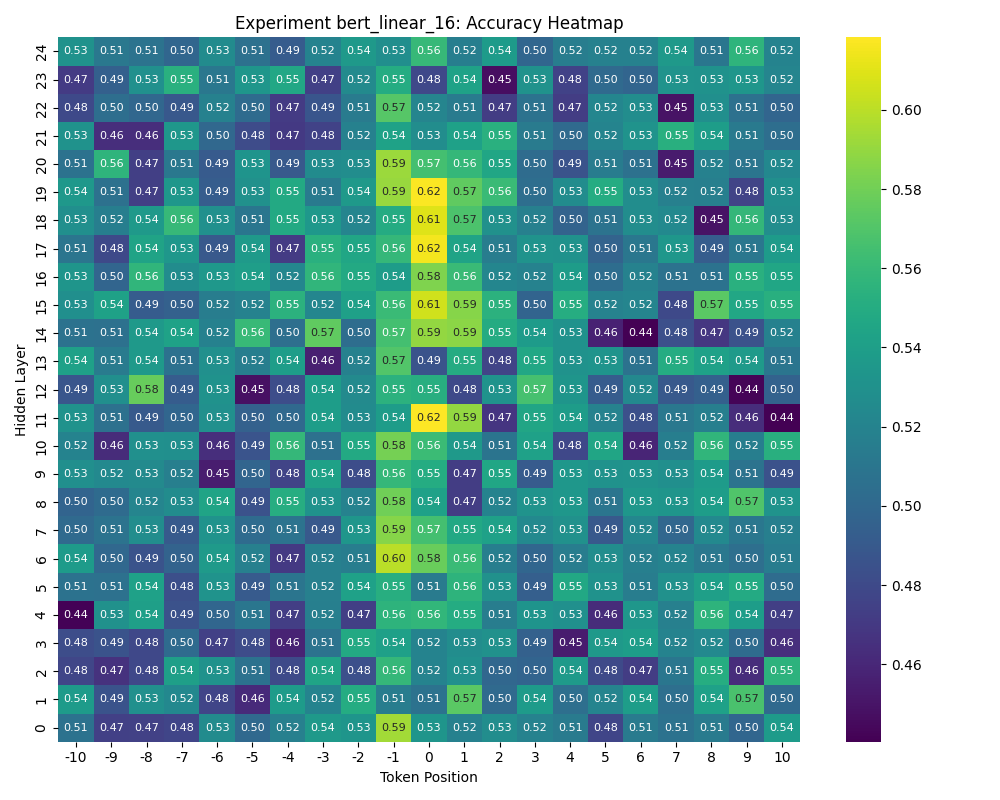 Experiment bert_linear_16: Accuracy Heatmap
24 0.53 0.51 0.51 0.50 0.53 0.51 0.49 0.52 0.54 0.53 0.56 0.52 0.54 0.50 0.52 0.52 0.52 0.54 0.51 0.56 0.52
23 0.47 0.49 0.53 0.55 0.51 0.53 0.55 0.47 0.52 0.55 0.48 0.54 0.45 0.53 0.48 0.50 0.50 0.53 0.53 0.53 0.52
22 0.48 0.50 0.50 0.49 0.52 0.50 0.47 0.49 0.51 0.57 0.52 0.51 0.47 0.51 0.47 0.52 0.53 0.45 0.53 0.51 0.50
21 0.53 0.46 0.46 0.53 0.50 0.48 0.47 0.48 0.52 0.54 0.53 0.54 0.55 0.51 0.50 0.52 0.53 0.55 0.54 0.51 0.50
20 0.51 0.56 0.47 0.51 0.49 0.53 0.49 0.53 0.53 0.59 0.57 0.56 0.55 0.50 0.49 0.51 0.51 0.45 0.52 0.51 0.52
19 0.54 0.51 0.47 0.53 0.49 0.53 0.55 0.51 0.54 0.59 0.62 0.57 0.56 0.50 0.53 0.55 0.53 0.52 0.52 0.48 0.53
18 0.53 0.52 0.54 0.56 0.53 0.51 0.55 0.53 0.52 0.55 0.61 0.57 0.53 0.52 0.50 0.51 0.53 0.52 0.45 0.56 0.53
17 0.51 0.48 0.54 0.53 0.49 0.54 0.47 0.55 0.55 0.56 0.62 0.54 0.51 0.53 0.53 0.50 0.51 0.53 0.49 0.51 0.54
16 0.53 0.50 0.56 0.53 0.53 0.54 0.52 0.56 0.55 0.54 0.58 0.56 0.52 0.52 0.54 0.50 0.52 0.51 0.51 0.55 0.55
15 0.53 0.54 0.49 0.50 0.52 0.52 0.55 0.52 0.54 0.56 0.61 0.59 0.55 0.50 0.55 0.52 0.52 0.48 0.57 0.55 0.55
14 0.51 0.51 0.54 0.54 0.52 0.56 0.50 0.57 0.50 0.57 0.59 0.59 0.55 0.54 0.53 0.46 0.44 0.48 0.47 0.49 0.52
13 0.54 0.51 0.54 0.51 0.53 0.52 0.54 0.46 0.52 0.57 0.49 0.55 0.48 0.55 0.53 0.53 0.51 0.55 0.54 0.54 0.51
12 0.49 0.53 0.58 0.49 0.53 0.45 0.48 0.54 0.52 0.55 0.55 0.48 0.53 0.57 0.53 0.49 0.52 0.49 0.49 0.44 0.50
11 0.53 0.51 0.49 0.50 0.53 0.50 0.50 0.54 0.53 0.54 0.62 0.59 0.47 0.55 0.54 0.52 0.48 0.51 0.52 0.46 0.44
10 0.52 0.46 0.53 0.53 0.46 0.49 0.56 0.51 0.55 0.58 0.56 0.54 0.51 0.54 0.48 0.54 0.46 0.52 0.56 0.52 0.55
9 0.53 0.52 0.53 0.52 0.45 0.50 0.48 0.54 0.48 0.56 0.55 0.47 0.55 0.49 0.53 0.53 0.53 0.53 0.54 0.51 0.49
8 0.50 0.50 0.52 0.53 0.54 0.49 0.55 0.53 0.52 0.58 0.54 0.47 0.52 0.53 0.53 0.51 0.53 0.53 0.54 0.57 0.53
7 0.50 0.51 0.53 0.49 0.53 0.50 0.51 0.49 0.53 0.59 0.57 0.55 0.54 0.52 0.53 0.49 0.52 0.50 0.52 0.51 0.52
6 0.54 0.50 0.49 0.50 0.54 0.52 0.47 0.52 0.51 0.60 0.58 0.56 0.52 0.50 0.52 0.53 0.52 0.52 0.51 0.50 0.51
5 0.51 0.51 0.54 0.48 0.53 0.49 0.51 0.52 0.54 0.55 0.51 0.56 0.53 0.49 0.55 0.53 0.51 0.53 0.54 0.55 0.50
4 0.44 0.53 0.54 0.49 0.50 0.51 0.47 0.52 0.47 0.56 0.56 0.55 0.51 0.53 0.53 0.46 0.53 0.52 0.56 0.54 0.47
3 0.48 0.49 0.48 0.50 0.47 0.48 0.46 0.51 0.55 0.54 0.52 0.53 0.53 0.49 0.45 0.54 0.54 0.52 0.52 0.50 0.46
2 0.48 0.47 0.48 0.54 0.53 0.51 0.48 0.54 0.48 0.56 0.52 0.53 0.50 0.50 0.54 0.48 0.47 0.51 0.55 0.46 0.55
1 0.54 0.49 0.53 0.52 0.48 0.46 0.54 0.52 0.55 0.51 0.51 0.57 0.50 0.54 0.50 0.52 0.54 0.50 0.54 0.57 0.50
0 0.51 0.47 0.47 0.48 0.53 0.50 0.52 0.54 0.53 0.59 0.53 0.52 0.53 0.52 0.51 0.48 0.51 0.51 0.51 0.50 0.54
-10 -9 -8 -7 -6 -5 -4 -3 -2 -1 0 1 2 3 4 5 6 7 8 9 10
Token Position
Hidden Layer
0.60
0.58
0.56
0.54
0.52
0.50
0.48
0.46